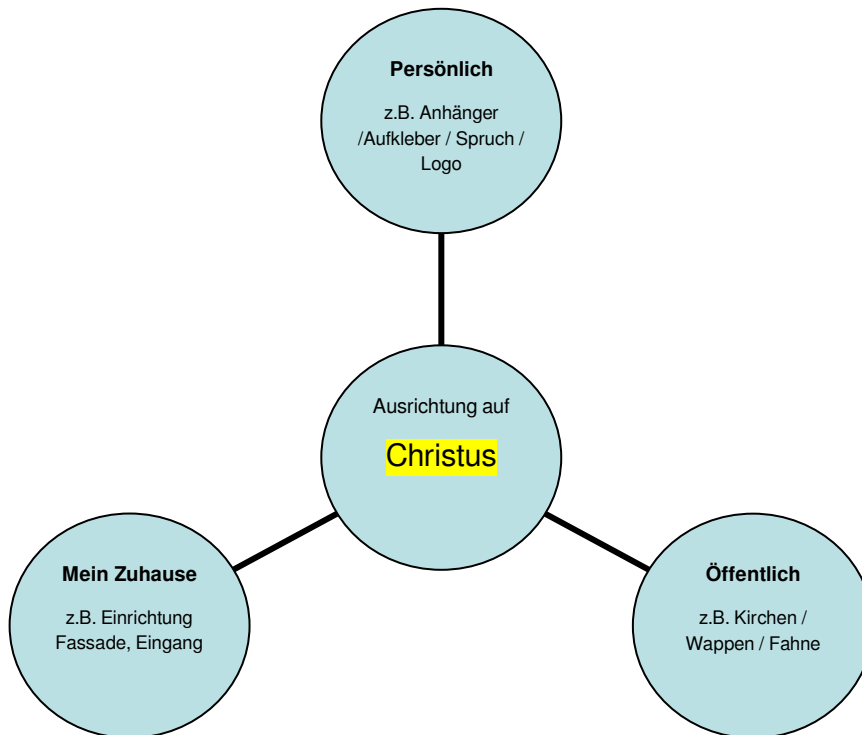 Persönlich
z.B. Anhänger
/Aufkleber / Spruch /
Logo
Ausrichtung auf
Christus
Mein Zuhause
z.B. Einrichtung
Fassade, Eingang
Öffentlich
z.B. Kirchen /
Wappen / Fahne